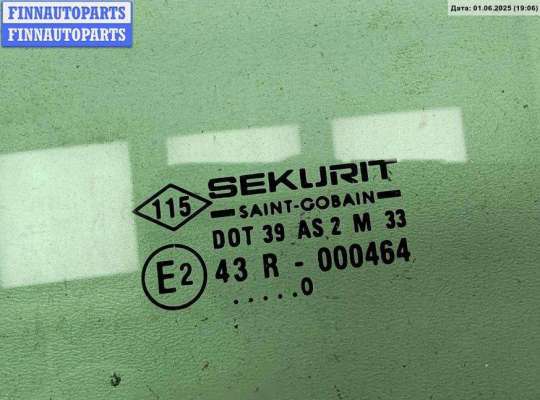 FINNAUTOPARTS
FINNAUTOPARTS
Дата: 01.06.2025 (19:06)
115
SEKURIT
SAINT-GOBAIN
DOT 39 AS 2 M 33
E2
43 R - 000464
.....0